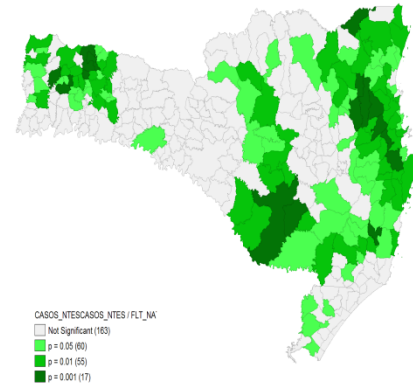 CASOS_NTESCASOS_NTES / FLT_NA
Not Significant (163)
p = 0.05 (60)
p = 0.01 (55)
p = 0.001 (17)